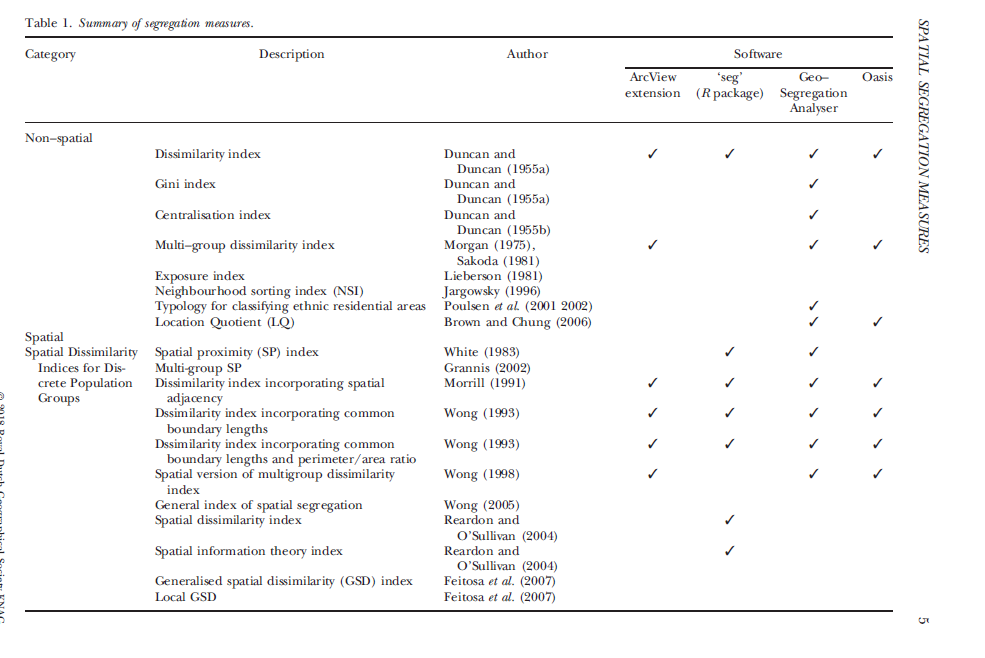 Table 1. Summary of segregation measures.
Category Description Author Software
ArcView ‘seg’ Geo– Oasis
extension (R package) Segregation
Analyser
Non–spatial
Dissimilarity index Duncan and ✓ ✓ ✓ ✓
Duncan (1955a)
Gini index Duncan and ✓
Duncan (1955a)
Centralisation index Duncan and ✓
Duncan (1955b)
Multi–group dissimilarity index Morgan (1975), ✓ ✓ ✓
Sakoda (1981)
Exposure index Lieberson (1981)
Neighbourhood sorting index (NSI) Jargowsky (1996)
Typology for classifying ethnic residential areas Poulsen et al. (2001 2002) ✓
Location Quotient (LQ) Brown and Chung (2006) ✓ ✓
Spatial
Spatial Dissimilarity Spatial proximity (SP) index White (1983) ✓ ✓
Indices for Dis- Multi-group SP Grannis (2002)
crete Population Dissimilarity index incorporating spatial Morrill (1991) ✓ ✓ ✓ ✓
Groups adjacency
Dssimilarity index incorporating common Wong (1993) ✓ ✓ ✓ ✓
boundary lengths
Dssimilarity index incorporating common Wong (1993) ✓ ✓ ✓ ✓
boundary lengths and perimeter/area ratio
Spatial version of multigroup dissimilarity Wong (1998) ✓ ✓ ✓
index
General index of spatial segregation Wong (2005)
Spatial dissimilarity index Reardon and ✓
O’Sullivan (2004)
Spatial information theory index Reardon and ✓
O’Sullivan (2004)
Generalised spatial dissimilarity (GSD) index Feitosa et al. (2007)
Local GSD Feitosa et al. (2007)
SPATIAL SEGREGATION MEASURES
5